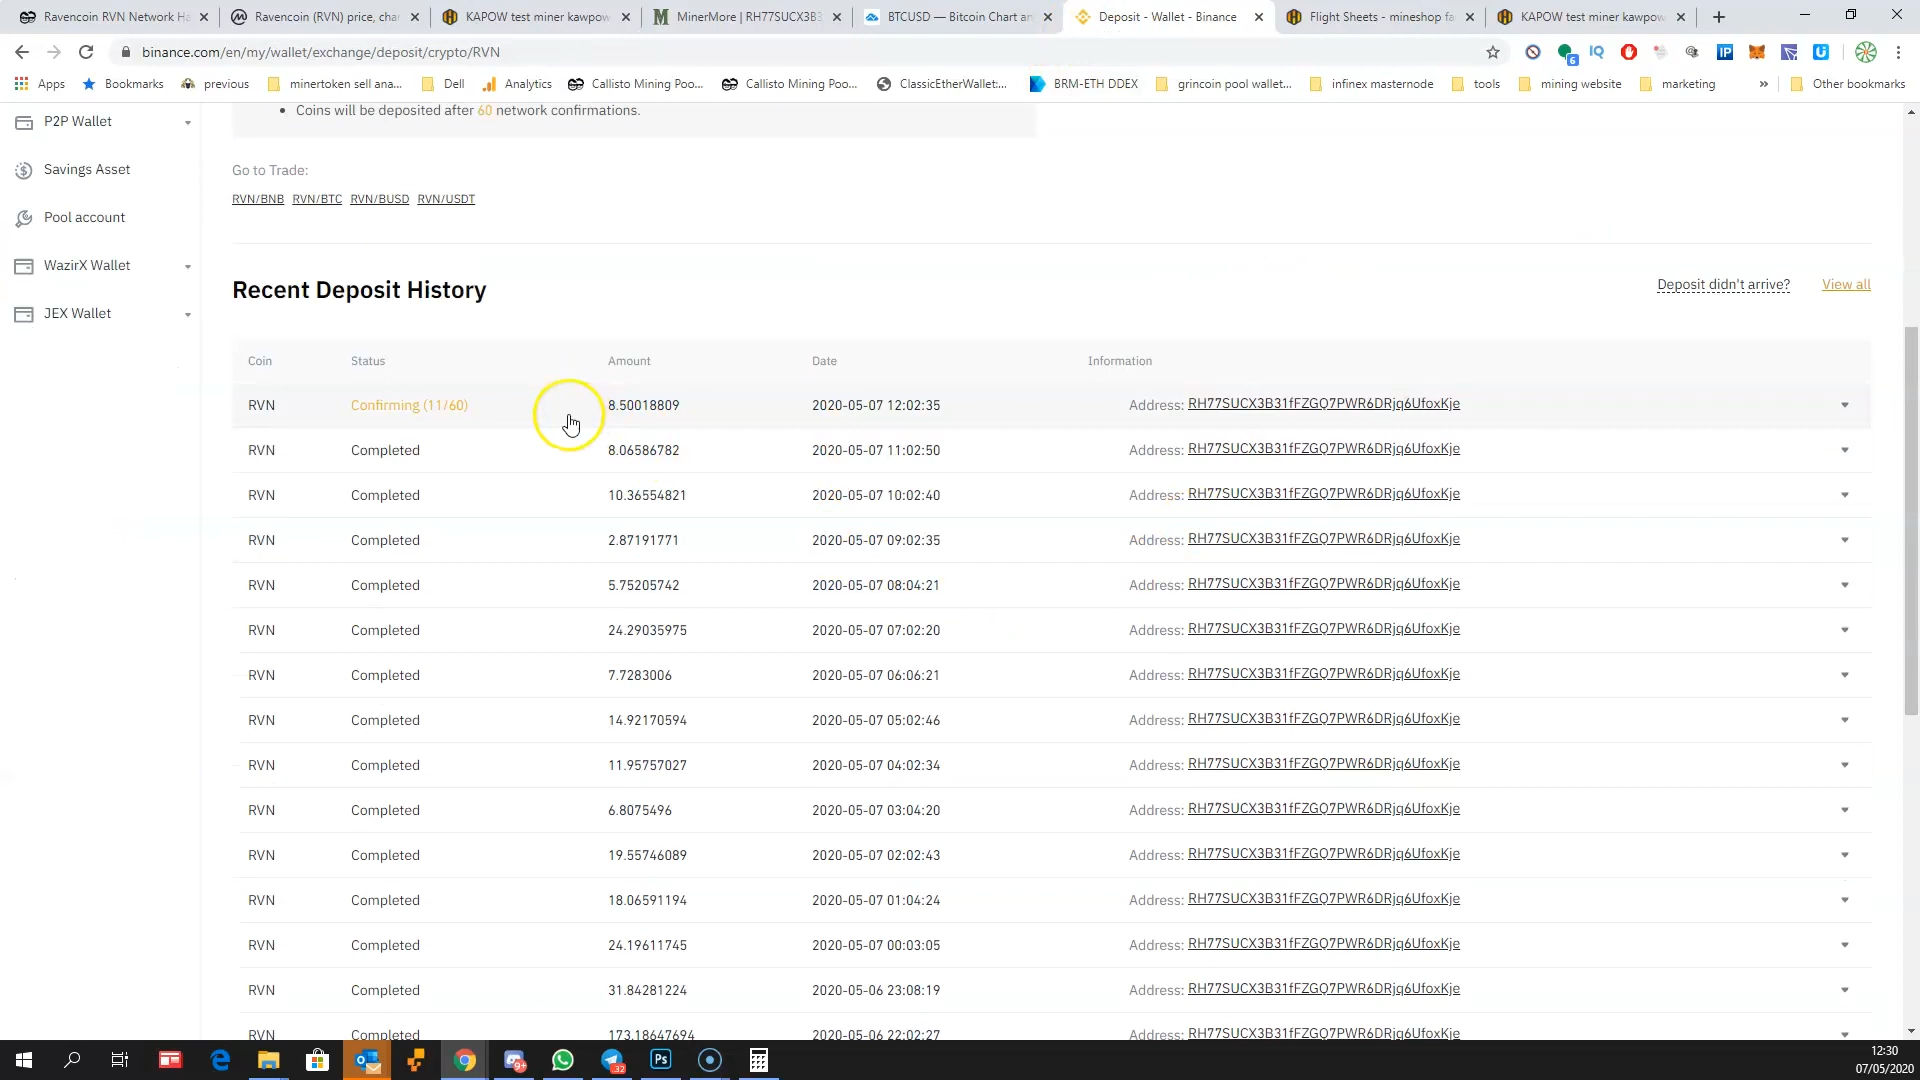 Ravencoin RVN Network Ha
Ravencoin (RVN) price, cha
KAPOW test miner kawpow
MinerMore | RH77SUCX3B3
BTCUSD — Bitcoin Chart an
Deposit - Wallet - Binance
Flight Sheets - mineshop fa
KAPOW test miner kawpow
binance.com/en/my/wallet/exchange/deposit/crypto/RVN
Apps
Bookmarks
previous
minertoken sell ana...
Dell
Analytics
Callisto Mining Poo...
Callisto Mining Poo...
ClassicEtherWallet:...
BRM-ETH DDEX
grincoin pool wallet...
infinex masternode
tools
mining website
marketing
»
Other bookmarks
P2P Wallet
Savings Asset
Pool account
WazirX Wallet
JEX Wallet
• Coins will be deposited after 60 network confirmations.
Go to Trade:
RVN/BNB RVN/BTC RVN/BUSD RVN/USDT
Recent Deposit History
Deposit didn't arrive? View all
Coin Status Amount Date Information
RVN Confirming (11/60) 8.50018809 2020-05-07 12:02:35 Address: RH77SUCX3B31fFZGQ7PWR6DRjq6UfoxKje
RVN Completed 8.06586782 2020-05-07 11:02:50 Address: RH77SUCX3B31fFZGQ7PWR6DRjq6UfoxKje
RVN Completed 10.36554821 2020-05-07 10:02:40 Address: RH77SUCX3B31fFZGQ7PWR6DRjq6UfoxKje
RVN Completed 2.87191771 2020-05-07 09:02:35 Address: RH77SUCX3B31fFZGQ7PWR6DRjq6UfoxKje
RVN Completed 5.75205742 2020-05-07 08:04:21 Address: RH77SUCX3B31fFZGQ7PWR6DRjq6UfoxKje
RVN Completed 24.29035975 2020-05-07 07:02:20 Address: RH77SUCX3B31fFZGQ7PWR6DRjq6UfoxKje
RVN Completed 7.7283006 2020-05-07 06:06:21 Address: RH77SUCX3B31fFZGQ7PWR6DRjq6UfoxKje
RVN Completed 14.92170594 2020-05-07 05:02:46 Address: RH77SUCX3B31fFZGQ7PWR6DRjq6UfoxKje
RVN Completed 11.95757027 2020-05-07 04:02:34 Address: RH77SUCX3B31fFZGQ7PWR6DRjq6UfoxKje
RVN Completed 6.8075496 2020-05-07 03:04:20 Address: RH77SUCX3B31fFZGQ7PWR6DRjq6UfoxKje
RVN Completed 19.55746089 2020-05-07 02:02:43 Address: RH77SUCX3B31fFZGQ7PWR6DRjq6UfoxKje
RVN Completed 18.06591194 2020-05-07 01:04:24 Address: RH77SUCX3B31fFZGQ7PWR6DRjq6UfoxKje
RVN Completed 24.19611745 2020-05-07 00:03:05 Address: RH77SUCX3B31fFZGQ7PWR6DRjq6UfoxKje
RVN Completed 31.84281224 2020-05-06 23:08:19 Address: RH77SUCX3B31fFZGQ7PWR6DRjq6UfoxKje
RVN Completed 173.18647694 2020-05-06 22:02:27 Address: RH77SUCX3B31fFZGQ7PWR6DRjq6UfoxKje
12:30
07/05/2020